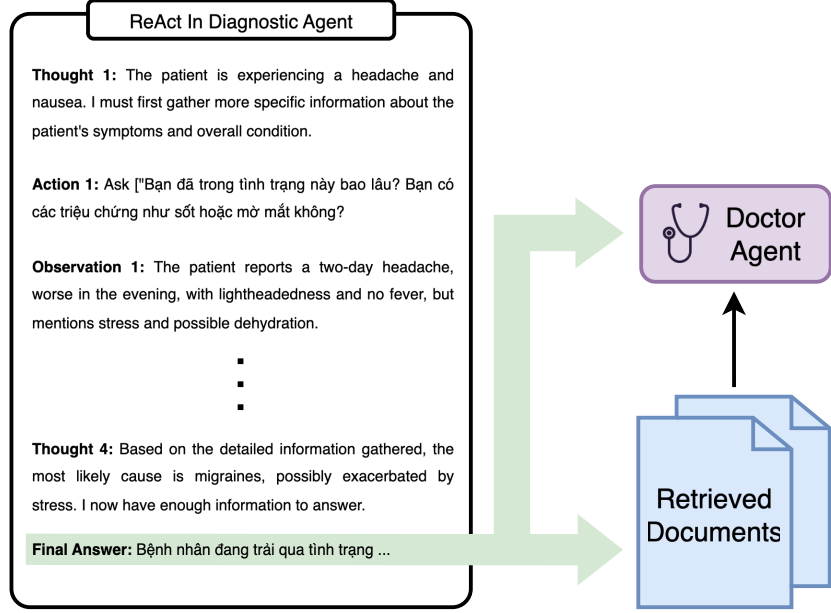 ReAct In Diagnostic Agent
Thought 1: The patient is experiencing a headache and
nausea. I must first gather more specific information about the
patient's symptoms and overall condition.
Action 1: Ask ["Bạn đã trong tình trạng này bao lâu? Bạn có
các triệu chứng như sốt hoặc mờ mắt không?
Observation 1: The patient reports a two-day headache,
worse in the evening, with lightheadedness and no fever, but
mentions stress and possible dehydration.
Thought 4: Based on the detailed information gathered, the
most likely cause is migraines, possibly exacerbated by
stress. I now have enough information to answer.
Final Answer: Bệnh nhân đang trải qua tình trạng ...
Doctor
Agent
Retrieved
Documents